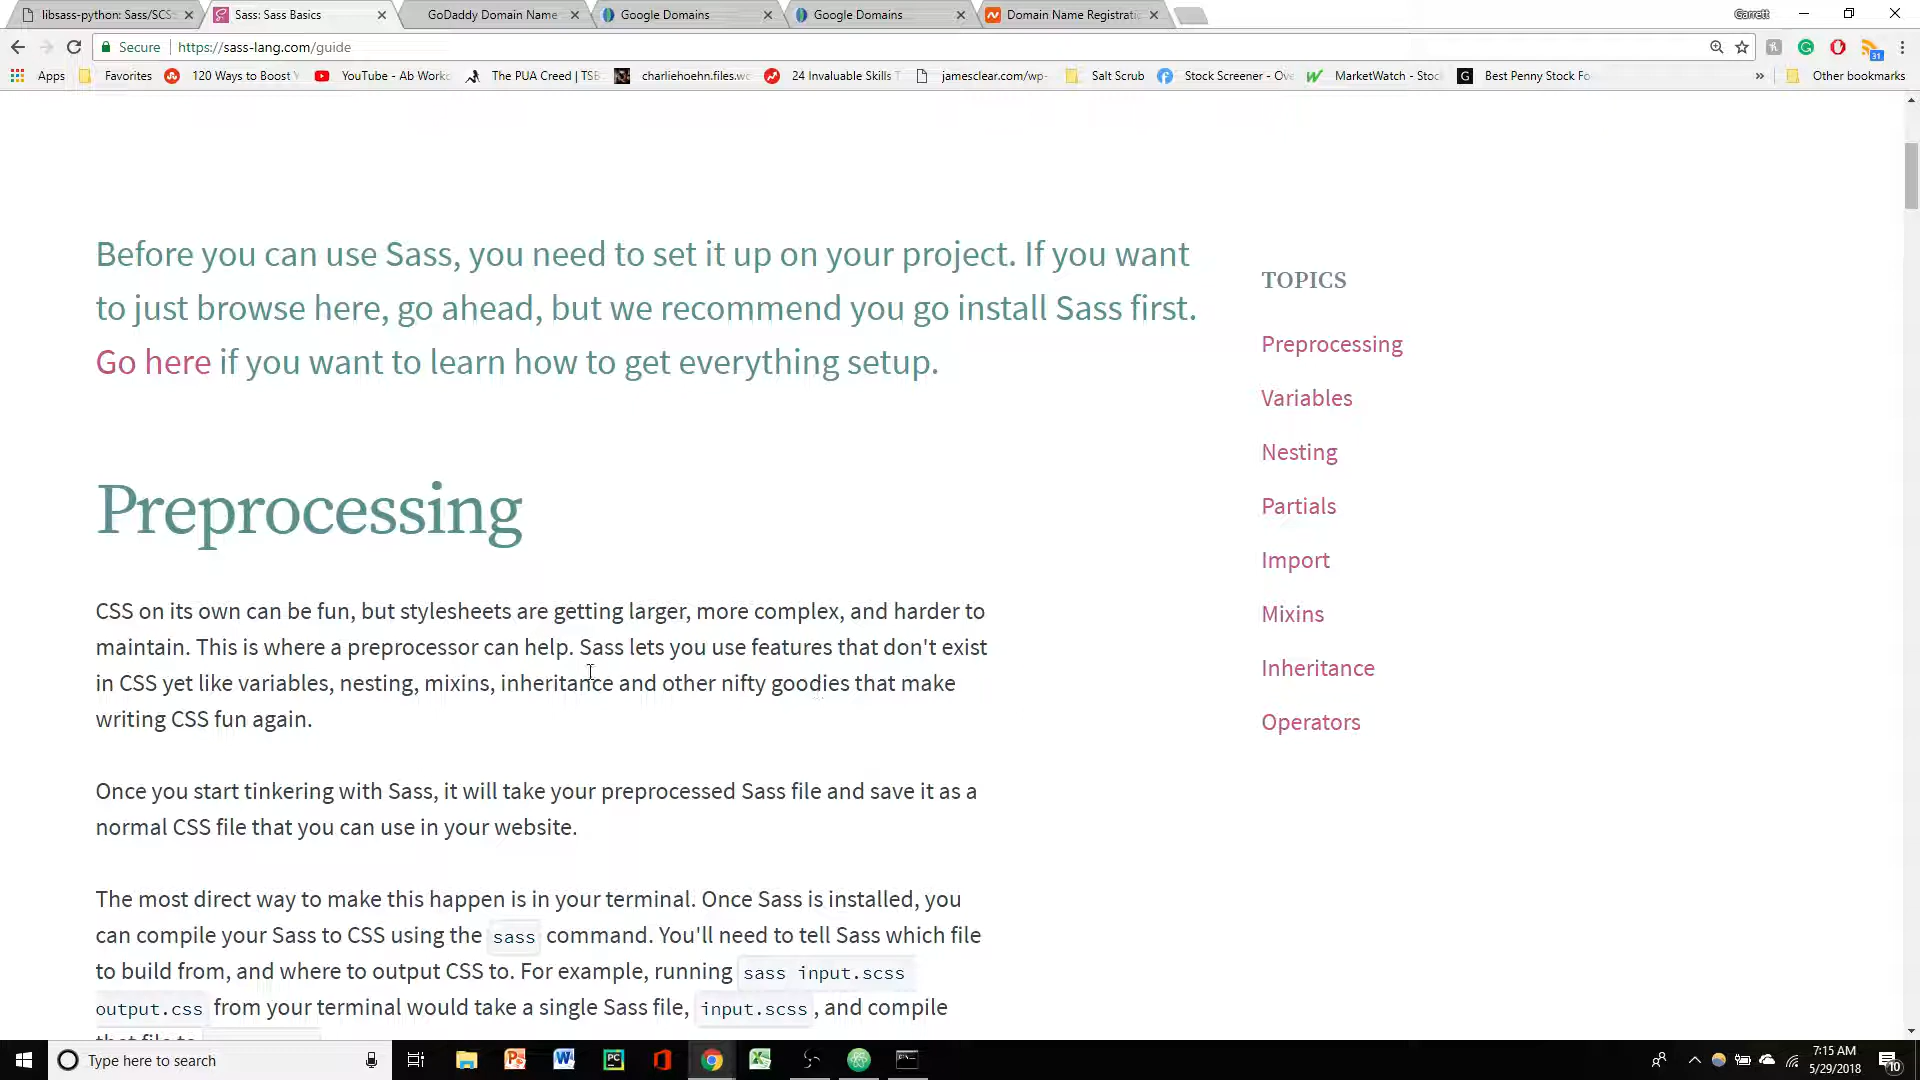 libsass-python: Sass/SCS
Sass: Sass Basics
GoDaddy Domain Name
Google Domains
Google Domains
Domain Name Registratio
Garrett
Secure
https://sass-lang.com/guide
Apps
Favorites
120 Ways to Boost Y
YouTube - Ab Worko
The PUA Creed | TSB
charliehoehn.files.wo
24 Invaluable Skills T
jamesclear.com/wp-
Salt Scrub
Stock Screener - Ove
MarketWatch - Stoc
Best Penny Stock Fo
»
Other bookmarks
31
Before you can use Sass, you need to set it up on your project. If you want
to just browse here, go ahead, but we recommend you go install Sass first.
Go here if you want to learn how to get everything setup.
TOPICS
Preprocessing
Variables
Nesting
Partials
Import
Mixins
Inheritance
Operators
Preprocessing
CSS on its own can be fun, but stylesheets are getting larger, more complex, and harder to
maintain. This is where a preprocessor can help. Sass lets you use features that don't exist
in CSS yet like variables, nesting, mixins, inheritance and other nifty goodies that make
writing CSS fun again.
Once you start tinkering with Sass, it will take your preprocessed Sass file and save it as a
normal CSS file that you can use in your website.
The most direct way to make this happen is in your terminal. Once Sass is installed, you
can compile your Sass to CSS using the sass command. You'll need to tell Sass which file
to build from, and where to output CSS to. For example, running sass input.scss
output.css from your terminal would take a single Sass file, input.scss, and compile
that file to
Type here to search
7:15 AM
5/29/2018
10